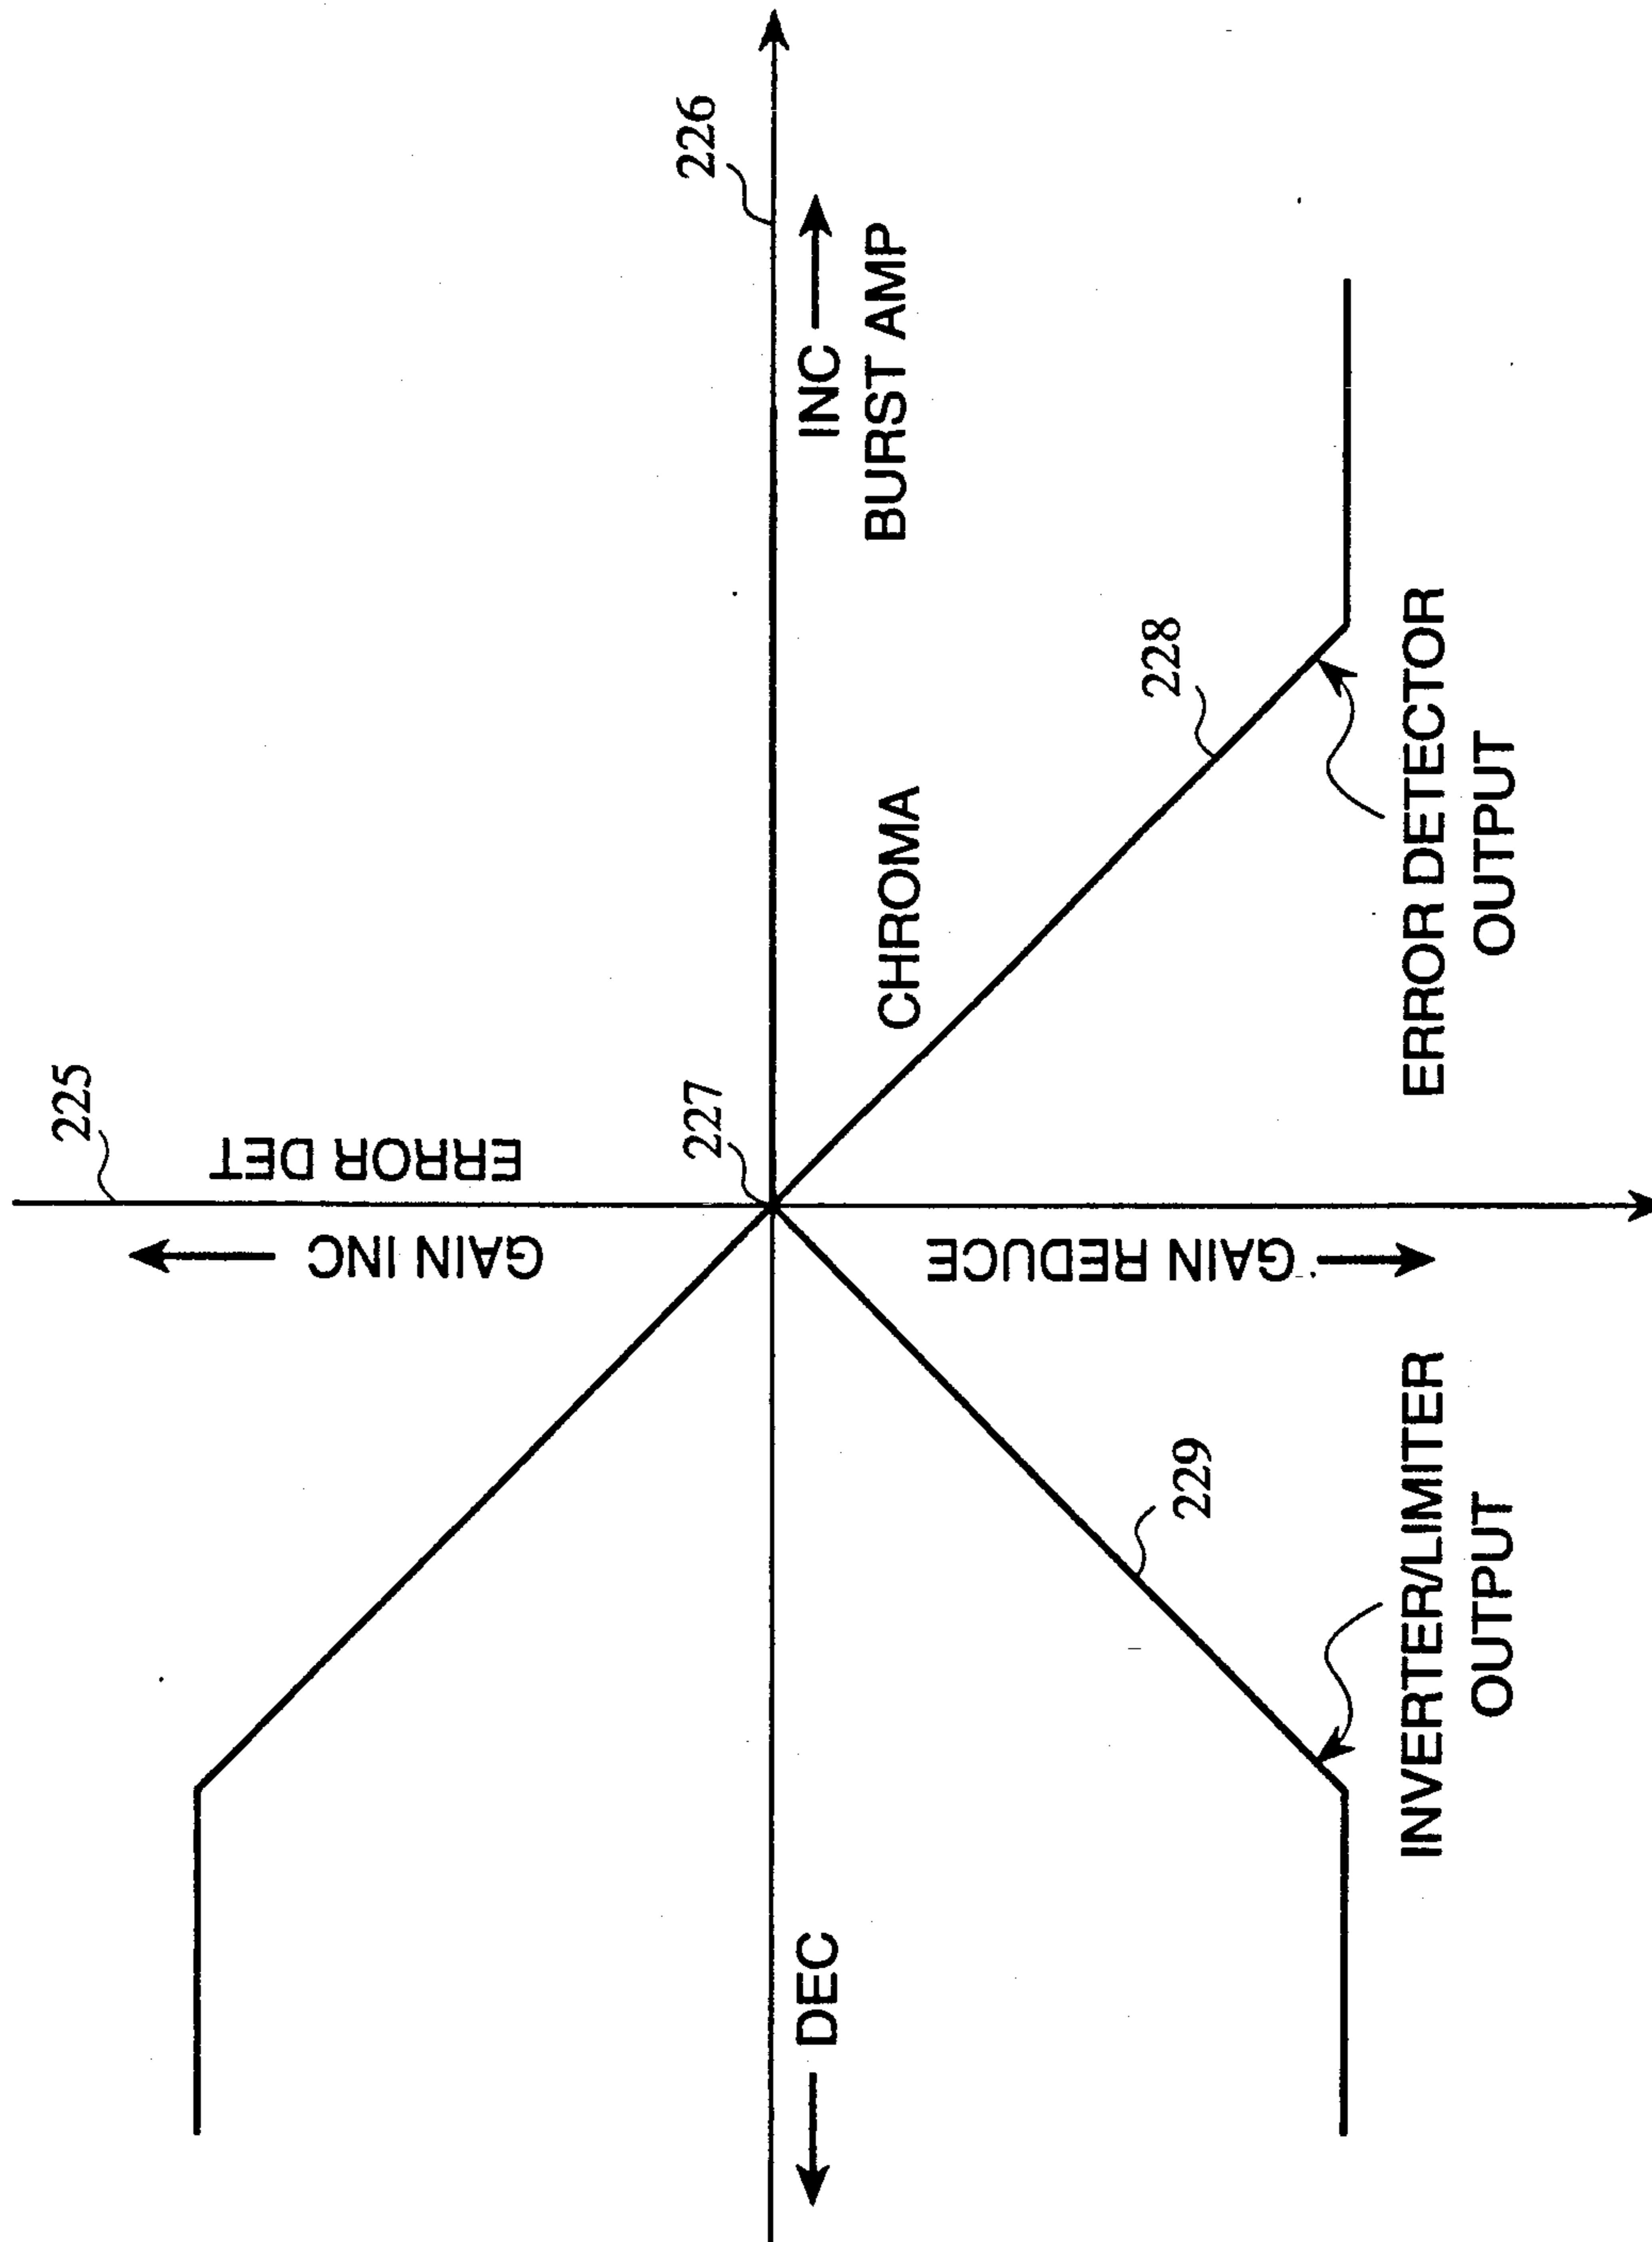 225
GAIN INC
ERROR DET
227
226
DEC
INC
BURST AMP
CHROMA
GAIN REDUCE
229
228
INVERTER/LIMITER
OUTPUT
ERROR DETECTOR
OUTPUT